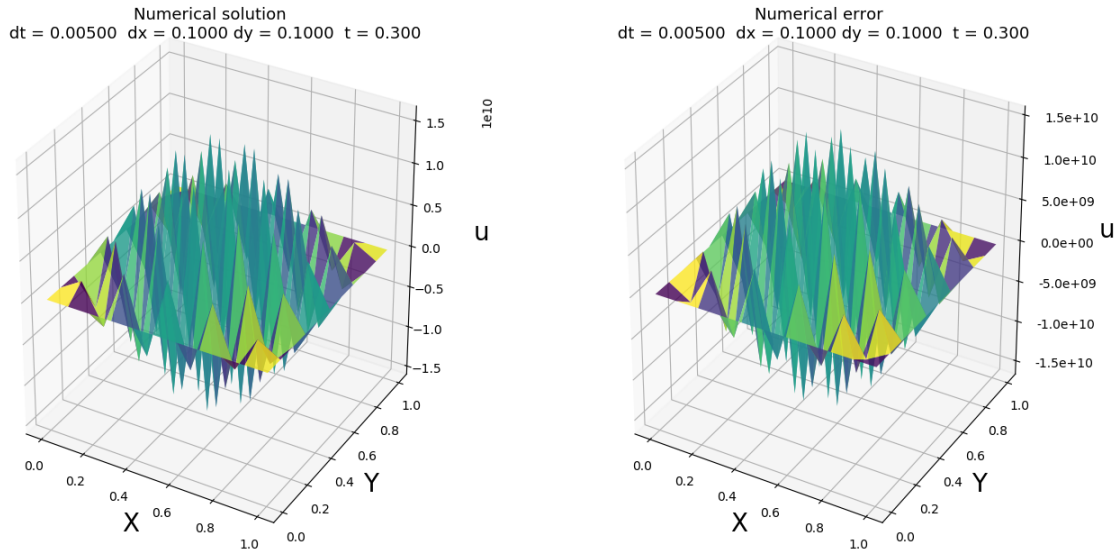 Numerical solution
dt = 0.00500  dx = 0.1000 dy = 0.1000  t = 0.300
1e10
1.5
1.0
0.5
0.0
−0.5
−1.0
−1.5
u
0.0
0.2
0.4
0.6
0.8
1.0
X
0.0
0.2
0.4
0.6
0.8
1.0
Y
Numerical error
dt = 0.00500  dx = 0.1000 dy = 0.1000  t = 0.300
1.5e+10
1.0e+10
5.0e+09
0.0e+00
-5.0e+09
-1.0e+10
-1.5e+10
u
0.0
0.2
0.4
0.6
0.8
1.0
X
0.0
0.2
0.4
0.6
0.8
1.0
Y